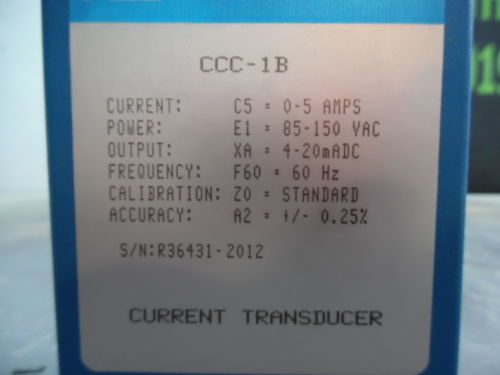 CCC-1B
CURRENT: C5 = 0-5 AMPS
POWER: E1 = 85-150 VAC
OUTPUT: XA = 4-20mADC
FREQUENCY: F60 = 60 Hz
CALIBRATION: Z0 = STANDARD
ACCURACY: A2 = +/- 0.25%
S/N:R36431-2012
CURRENT TRANSDUCER